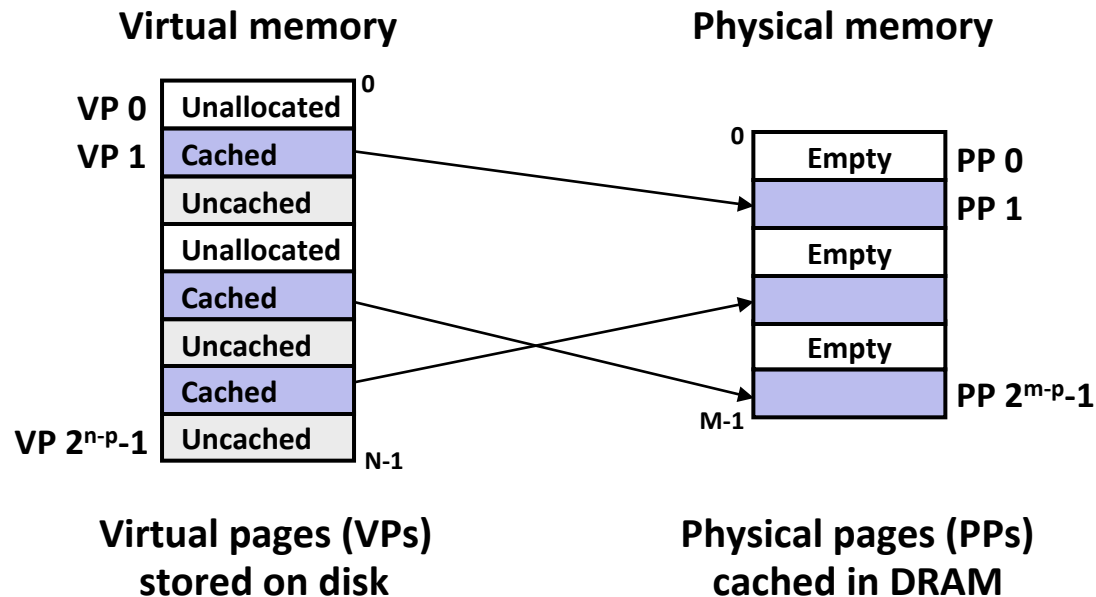 Virtual memory
Physical memory
0
VP 0
Unallocated
VP 1
Cached
Uncached
Unallocated
Cached
Uncached
Cached
VP 2ⁿ⁻ᵖ-1
Uncached
N-1
0
Empty
PP 0
PP 1
Empty
Empty
PP 2ᵐ⁻ᵖ-1
M-1
Virtual pages (VPs)
stored on disk
Physical pages (PPs)
cached in DRAM